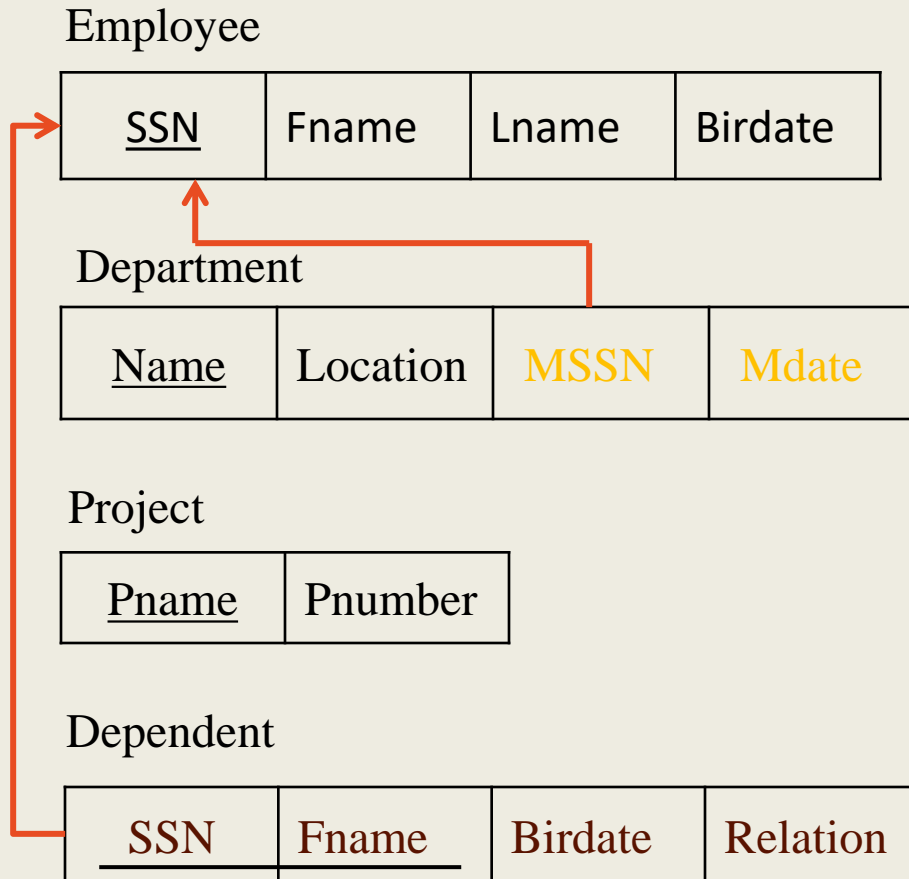 Employee
SSN Fname Lname Birdate
Department
Name Location MSSN Mdate
Project
Pname Pnumber
Dependent
SSN Fname Birdate Relation